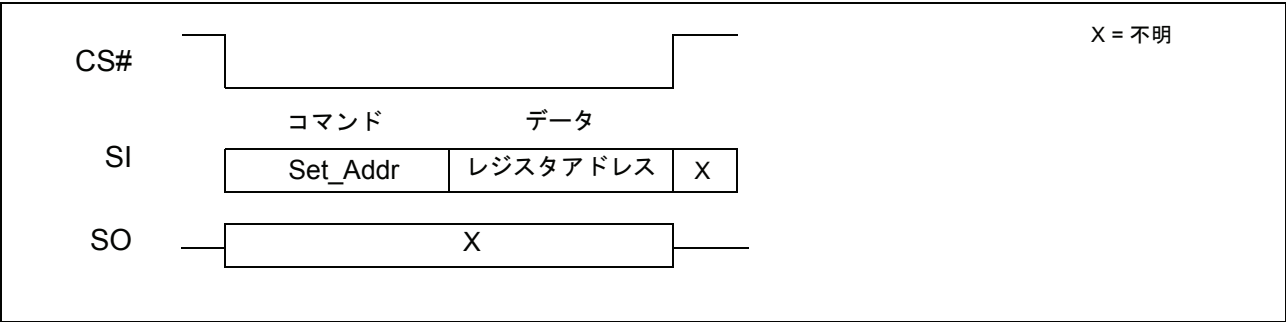 X = 不明
CS#
コマンド データ
SI Set_Addr レジスタアドレス X
SO X